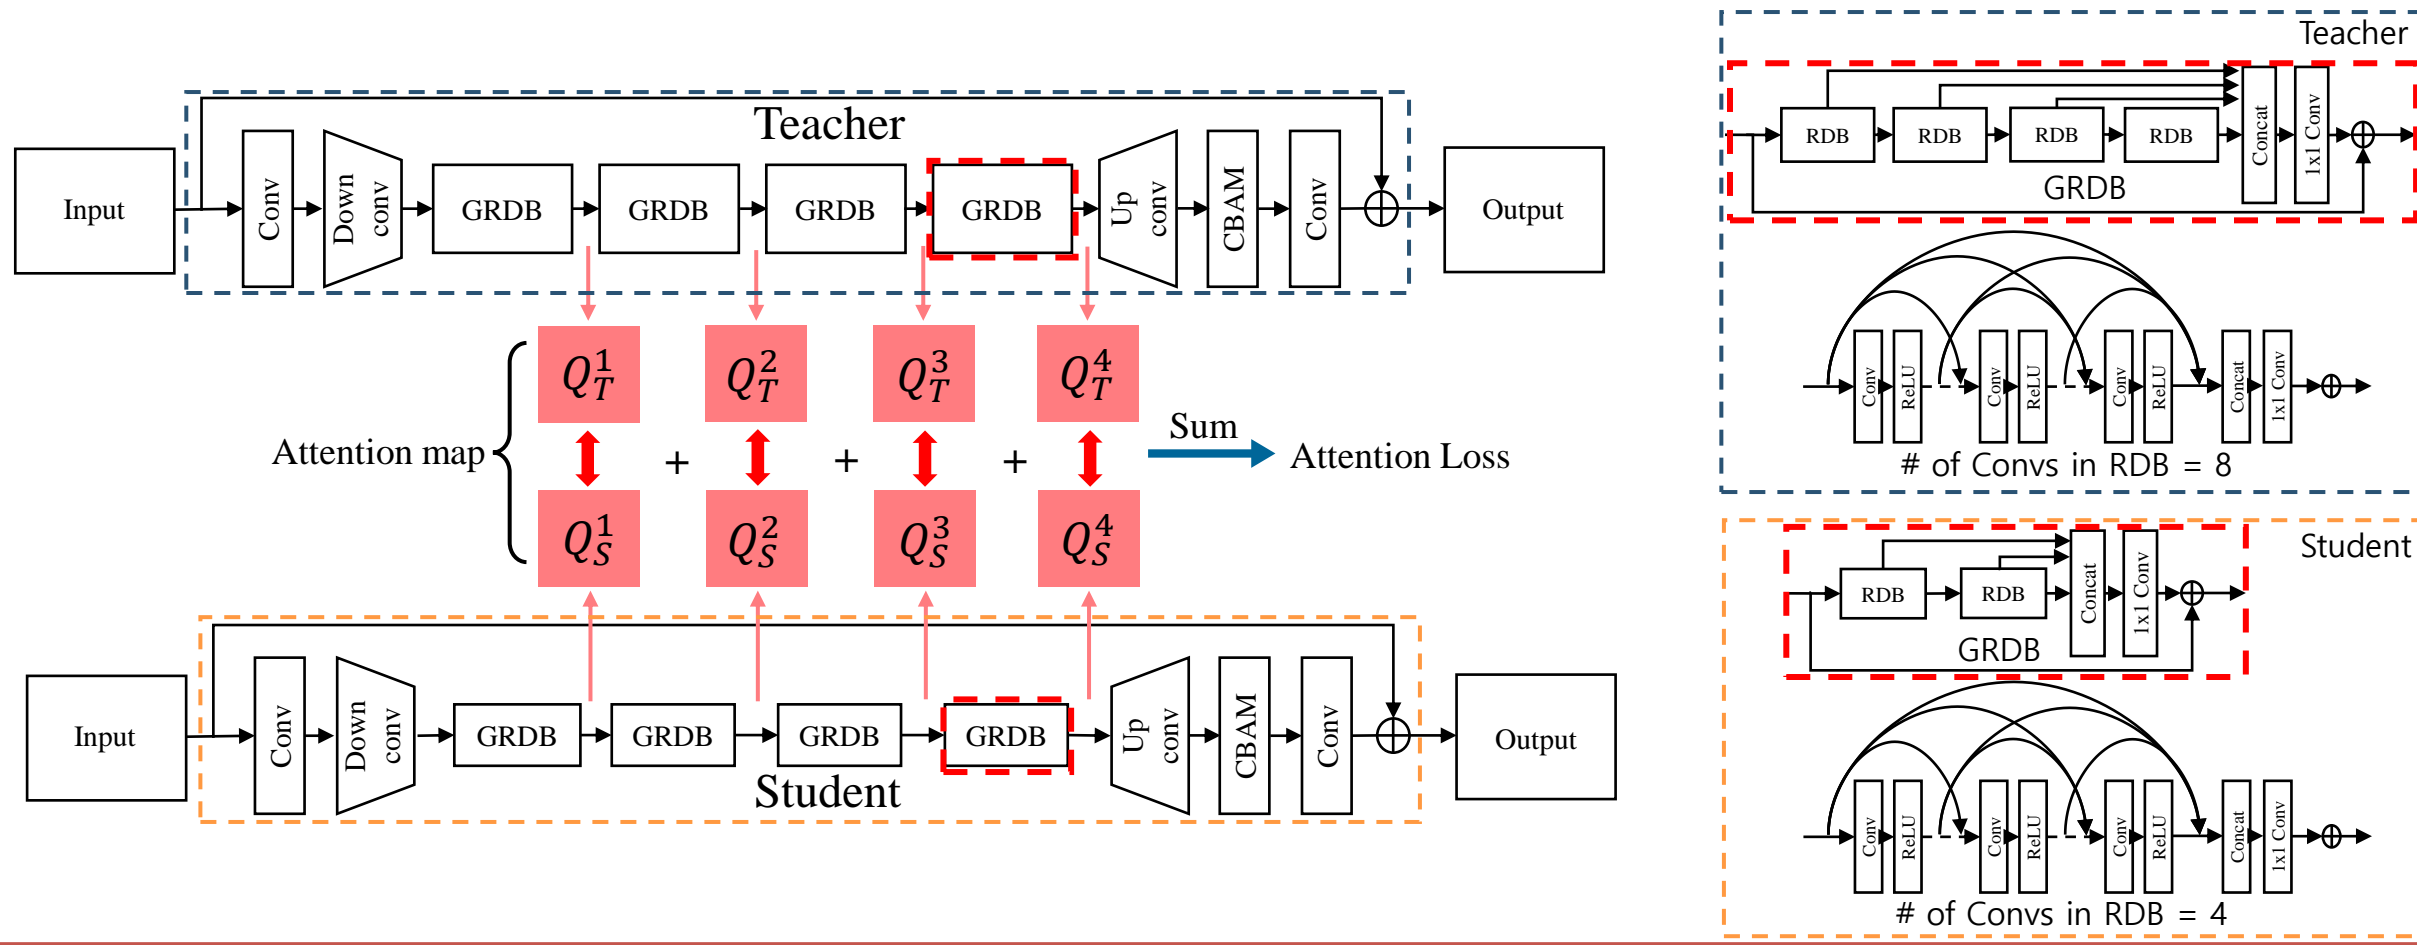 Teacher
Input
Conv
Down
conv
GRDB
GRDB
GRDB
GRDB
Up
conv
CBAM
Conv
Output
Attention map
Q_T^1
Q_T^2
Q_T^3
Q_T^4
+
+
+
Sum
Attention Loss
Q_S^1
Q_S^2
Q_S^3
Q_S^4
Input
Conv
Down
conv
GRDB
GRDB
GRDB
GRDB
Up
conv
CBAM
Conv
Output
Student
Teacher
RDB
RDB
RDB
RDB
Concat
1x1 Conv
GRDB
Conv
ReLU
Conv
ReLU
Conv
ReLU
Concat
1x1 Conv
# of Convs in RDB = 8
Student
RDB
RDB
Concat
1x1 Conv
GRDB
Conv
ReLU
Conv
ReLU
Conv
ReLU
Concat
1x1 Conv
# of Convs in RDB = 4